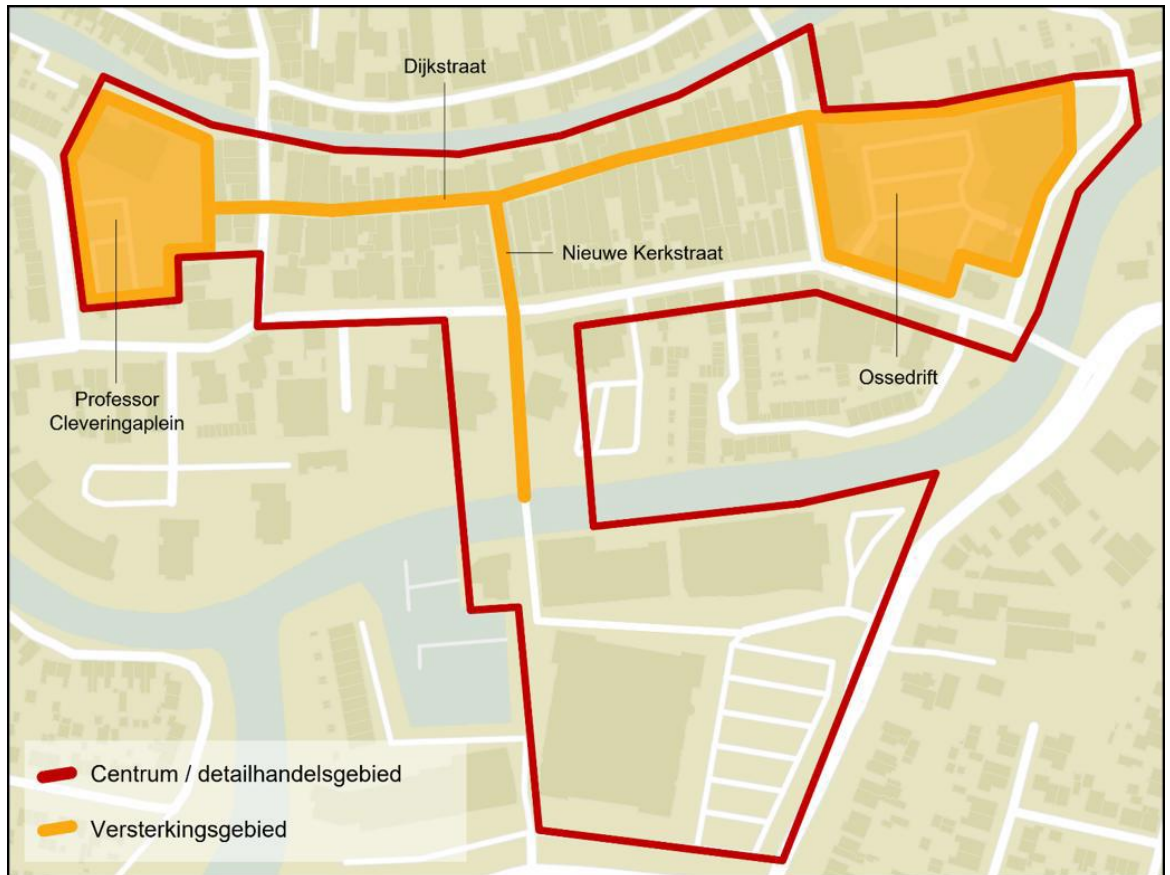 Dijkstraat
Nieuwe Kerkstraat
Ossedrift
Professor
Cleveringaplein
Centrum / detailhandelsgebied
Versterkingsgebied